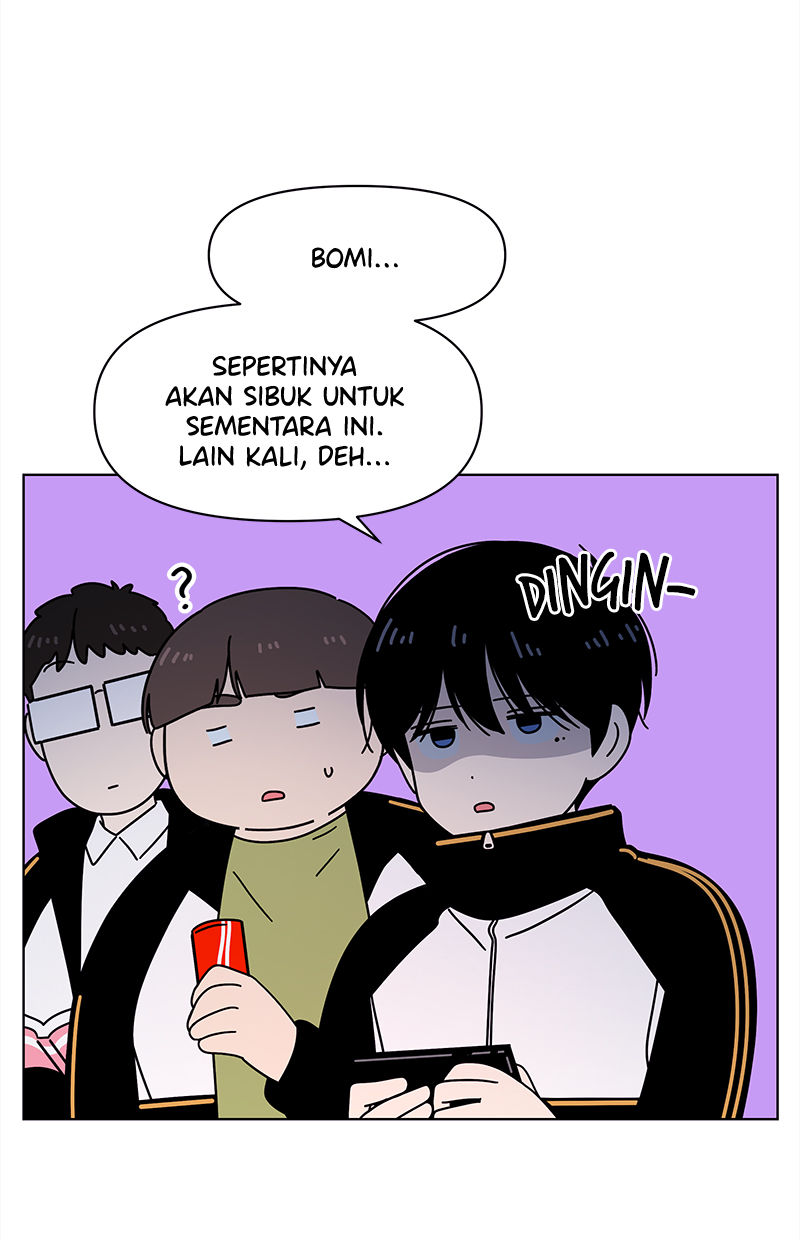 BOMI...
SEPERTINYA
AKAN SIBUK UNTUK
SEMENTARA INI.
LAIN KALI, DEH...
?
DINGIN~